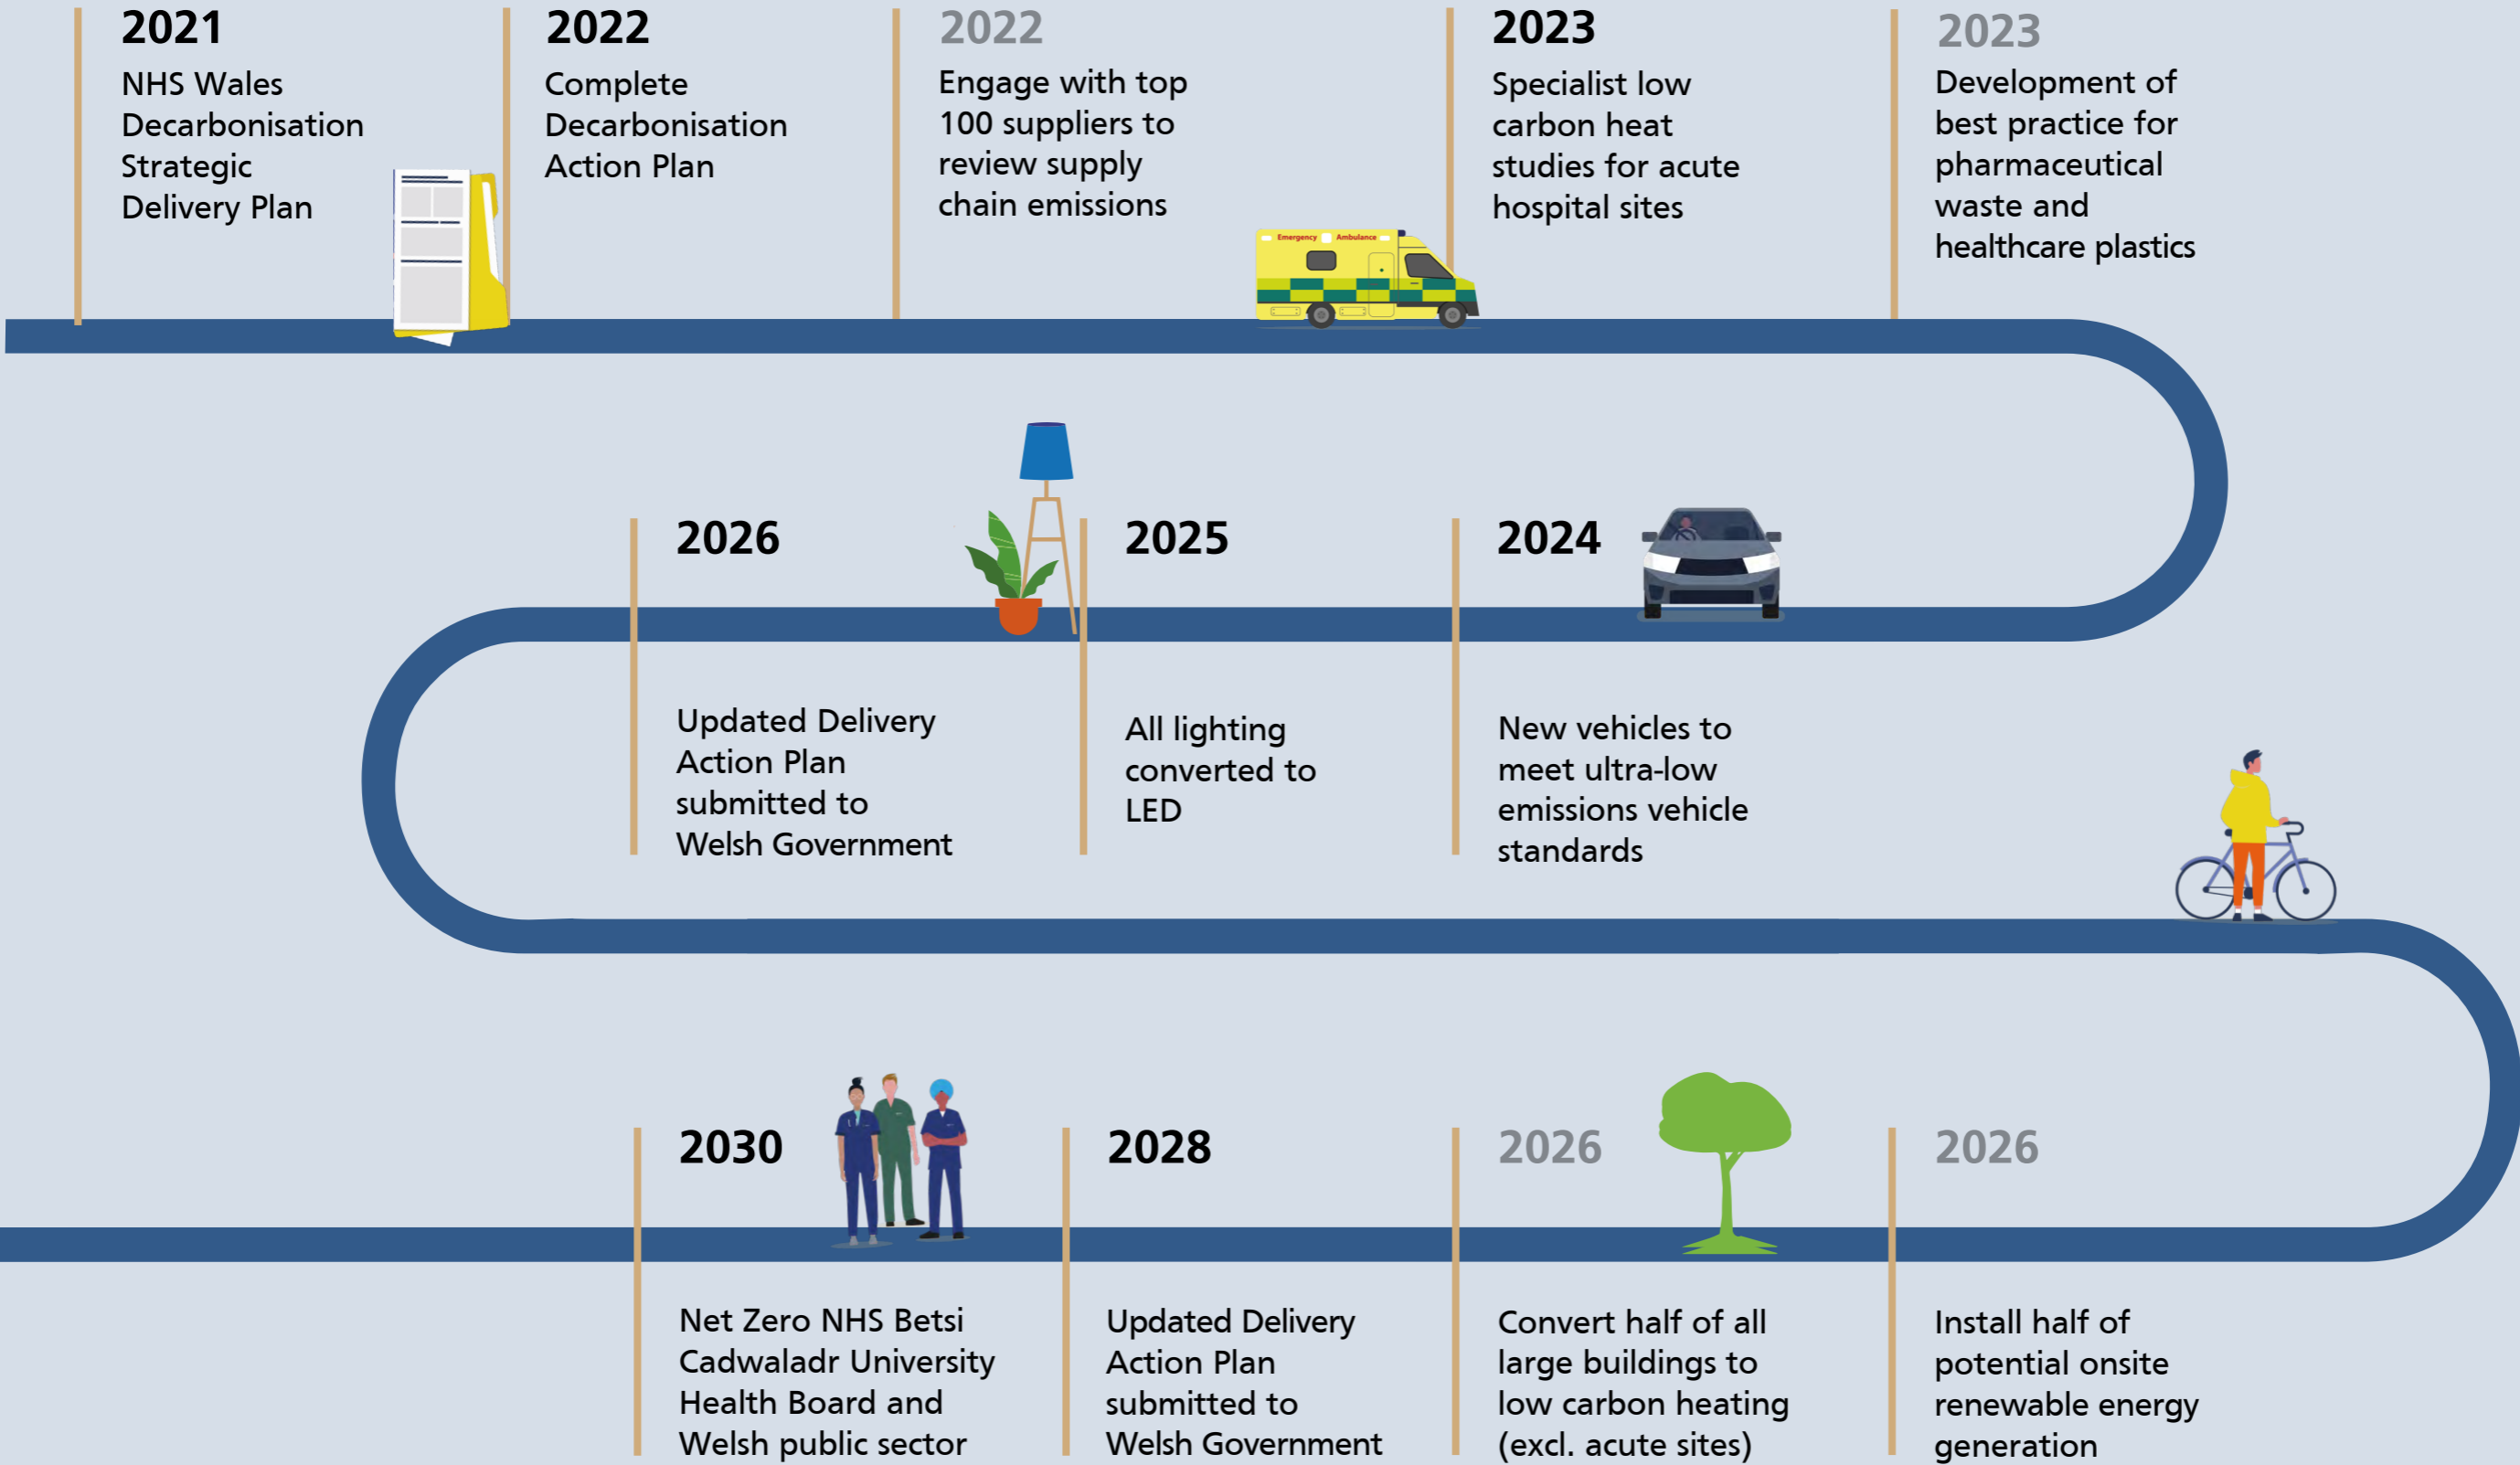 2021
NHS Wales
Decarbonisation
Strategic
Delivery Plan
2022
Complete
Decarbonisation
Action Plan
2022
Engage with top
100 suppliers to
review supply
chain emissions
Emergency Ambulance
2023
Specialist low
carbon heat
studies for acute
hospital sites
2023
Development of
best practice for
pharmaceutical
waste and
healthcare plastics
2024
New vehicles to
meet ultra-low
emissions vehicle
standards
2025
All lighting
converted to
LED
2026
Updated Delivery
Action Plan
submitted to
Welsh Government
2026
Install half of
potential onsite
renewable energy
generation
2026
Convert half of all
large buildings to
low carbon heating
(excl. acute sites)
2028
Updated Delivery
Action Plan
submitted to
Welsh Government
2030
Net Zero NHS Betsi
Cadwaladr University
Health Board and
Welsh public sector